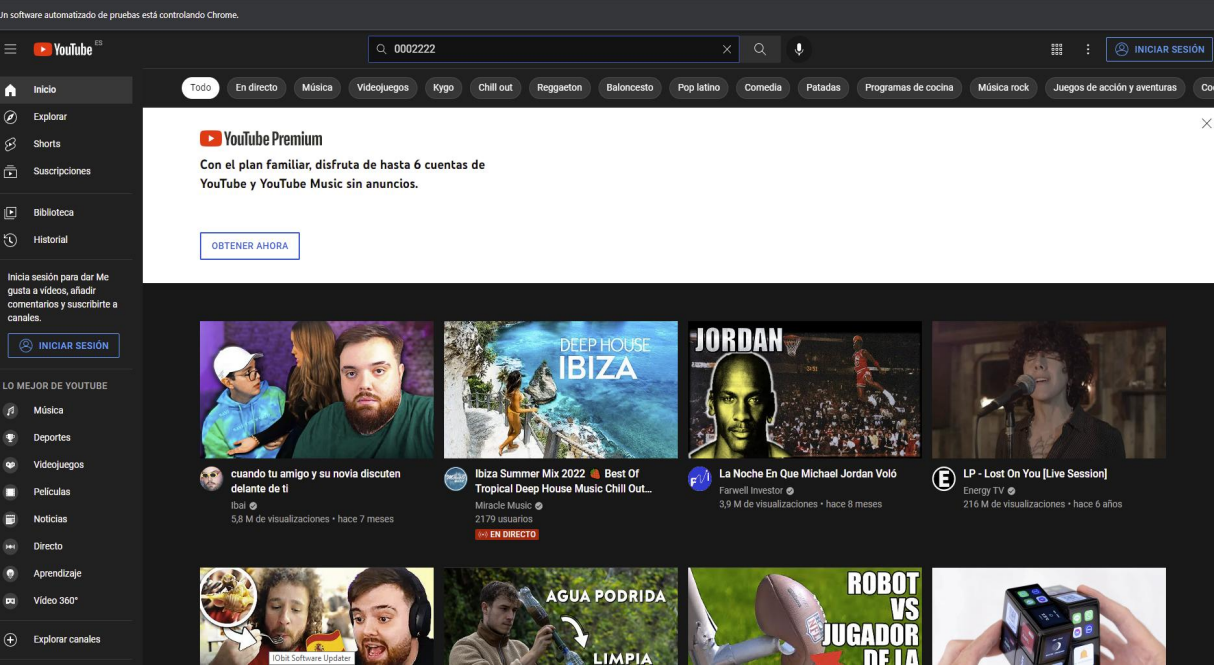 Un software automatizado de pruebas está controlando Chrome.
YouTube ES
0002222
INICIAR SESIÓN
Inicio
Explorar
Shorts
Suscripciones
Biblioteca
Historial
Inicia sesión para dar Me
gusta a vídeos, añadir
comentarios y suscribirte a
canales.
INICIAR SESIÓN
LO MEJOR DE YOUTUBE
Música
Deportes
Videojuegos
Películas
Noticias
Directo
Aprendizaje
Vídeo 360°
Explorar canales
Todo
En directo
Música
Videojuegos
Kygo
Chill out
Reggaeton
Baloncesto
Pop latino
Comedia
Patadas
Programas de cocina
Música rock
Juegos de acción y aventuras
Co
YouTube Premium
Con el plan familiar, disfruta de hasta 6 cuentas de
YouTube y YouTube Music sin anuncios.
OBTENER AHORA
cuando tu amigo y su novia discuten
delante de ti
Ibai
5,8 M de visualizaciones • hace 7 meses
DEEP HOUSE
IBIZA
Ibiza Summer Mix 2022 🍓 Best Of
Tropical Deep House Music Chill Out...
Miracle Music
2179 usuarios
EN DIRECTO
JORDAN
La Noche En Que Michael Jordan Voló
Farwell Investor
3,9 M de visualizaciones • hace 8 meses
LP - Lost On You [Live Session]
Energy TV
216 M de visualizaciones • hace 6 años
IObit Software Updater
AGUA PODRIDA
LIMPIA
ROBOT
VS
JUGADOR
DE LA